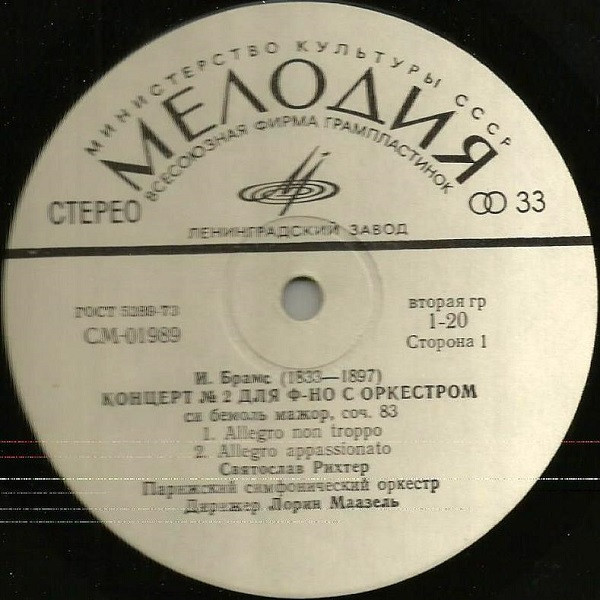 МИНИСТЕРСТВО КУЛЬТУРЫ СССР
МЕЛОДИЯ
ВСЕСОЮЗНАЯ ФИРМА ГРАМПЛАСТИНОК
СТЕРЕО
33
ЛЕНИНГРАДСКИЙ ЗАВОД
ГОСТ 5289-73
СМ-01989
вторая гр
1-20
Сторона 1
И. Брамс (1833—1897)
КОНЦЕРТ № 2 ДЛЯ Ф-НО С ОРКЕСТРОМ
си бемоль мажор, соч. 83
1. Allegro non troppo
2. Allegro appassionato
Святослав Рихтер
Парижский симфонический оркестр
Дирижер Лорин Маазель